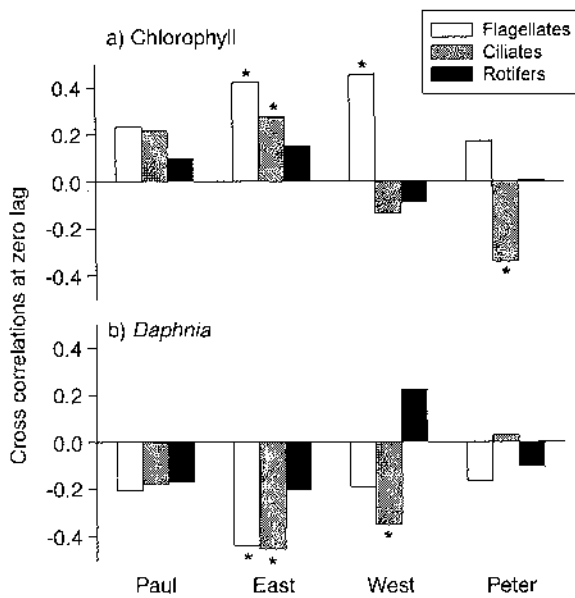 Flagellates
Ciliates
Rotifers
a) Chlorophyll
* * *
0.4
0.2
0.0
-0.2
-0.4
*
Cross correlations at zero lag
b) Daphnia
0.4
0.2
0.0
-0.2
-0.4
* * *
Paul East West Peter